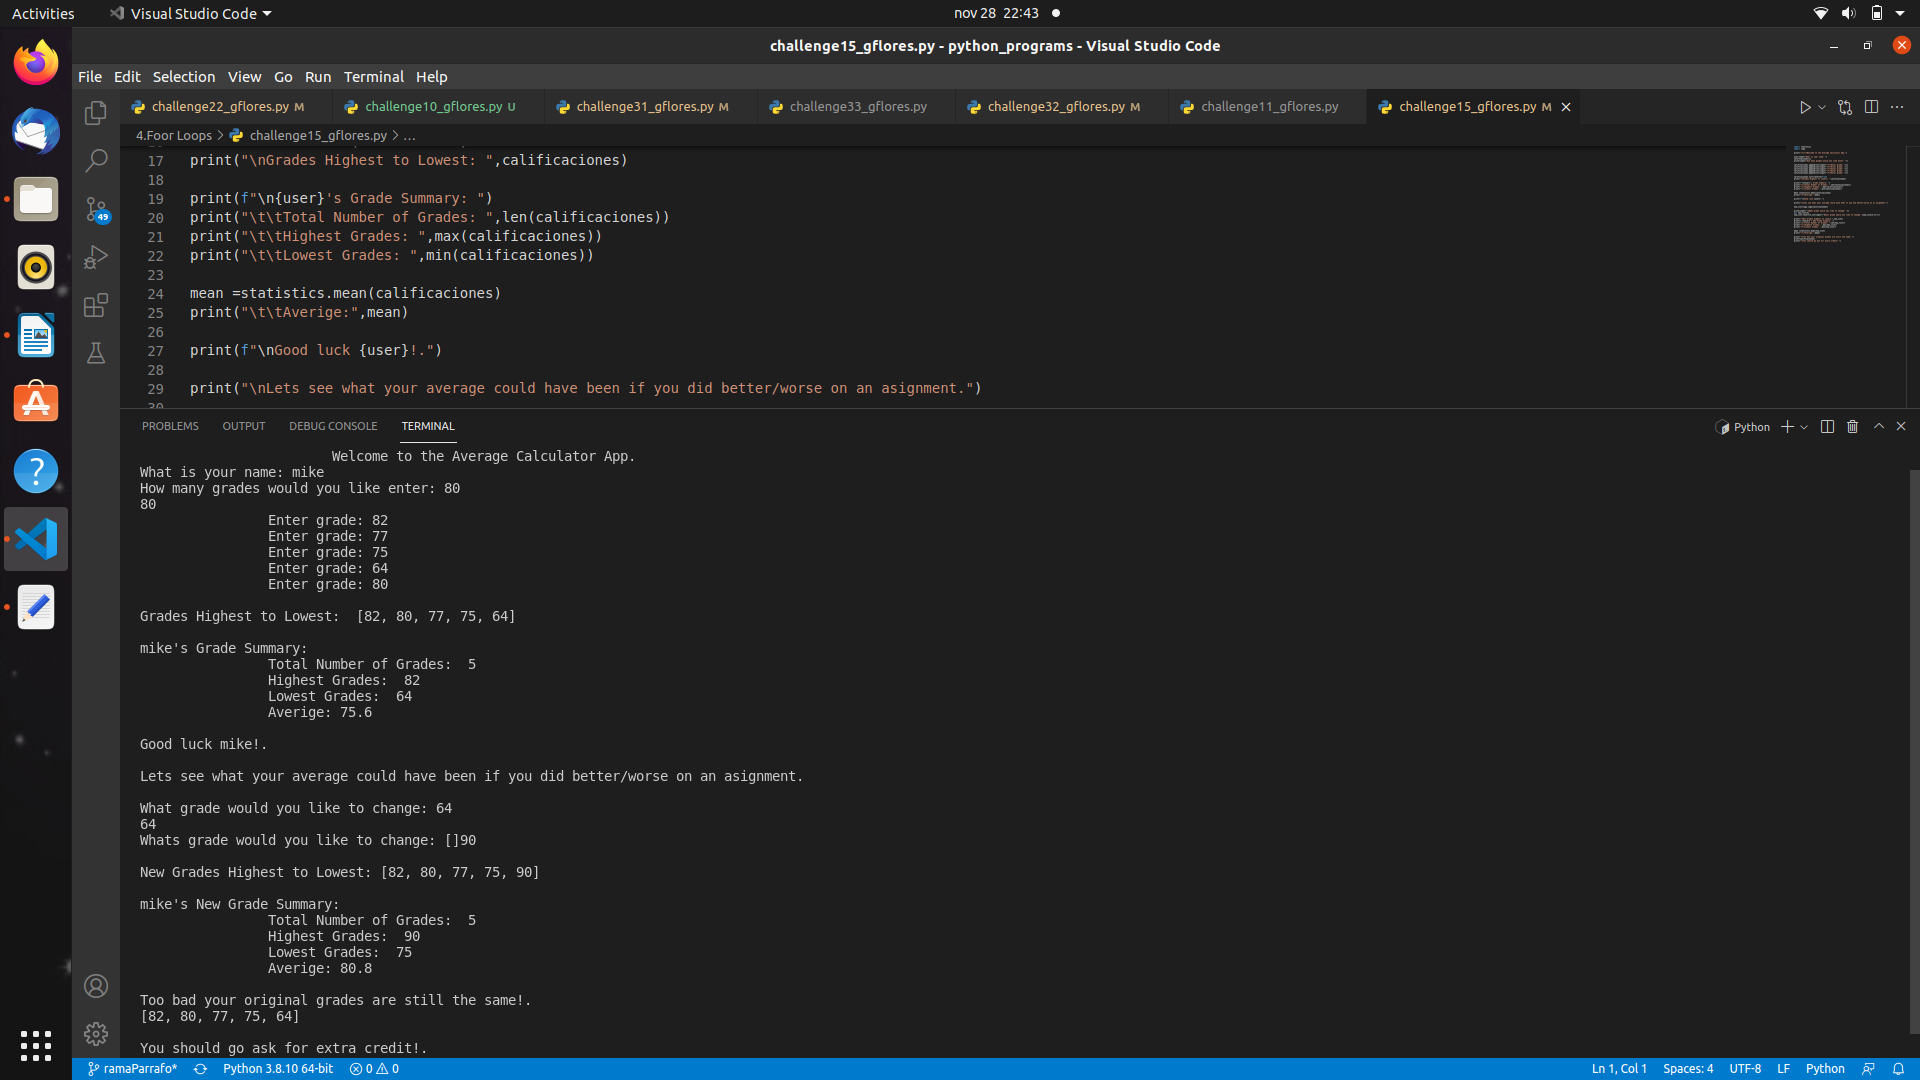 Activities
Visual Studio Code
nov 28 22:43
challenge15_gflores.py - python_programs - Visual Studio Code
File Edit Selection View Go Run Terminal Help
challenge22_gflores.py M
challenge10_gflores.py U
challenge31_gflores.py M
challenge33_gflores.py
challenge32_gflores.py M
challenge11_gflores.py
challenge15_gflores.py M
4.Foor Loops > challenge15_gflores.py > ...
17 print("\nGrades Highest to Lowest: ",calificaciones)
18
19 print(f"\n{user}'s Grade Summary: ")
20 print("\t\tTotal Number of Grades: ",len(calificaciones))
21 print("\t\tHighest Grades: ",max(calificaciones))
22 print("\t\tLowest Grades: ",min(calificaciones))
23
24 mean =statistics.mean(calificaciones)
25 print("\t\tAverige:",mean)
26
27 print(f"\nGood luck {user}!.")
28
29 print("\nLets see what your average could have been if you did better/worse on an asignment.")
30
49
PROBLEMS OUTPUT DEBUG CONSOLE TERMINAL
Python
Welcome to the Average Calculator App.
What is your name: mike
How many grades would you like enter: 80
80
Enter grade: 82
Enter grade: 77
Enter grade: 75
Enter grade: 64
Enter grade: 80
Grades Highest to Lowest:  [82, 80, 77, 75, 64]
mike's Grade Summary:
Total Number of Grades:  5
Highest Grades:  82
Lowest Grades:  64
Averige: 75.6
Good luck mike!.
Lets see what your average could have been if you did better/worse on an asignment.
What grade would you like to change: 64
64
Whats grade would you like to change: []90
New Grades Highest to Lowest: [82, 80, 77, 75, 90]
mike's New Grade Summary:
Total Number of Grades:  5
Highest Grades:  90
Lowest Grades:  75
Averige: 80.8
Too bad your original grades are still the same!.
[82, 80, 77, 75, 64]
You should go ask for extra credit!.
ramaParrafo* Python 3.8.10 64-bit 0 0
Ln 1, Col 1 Spaces: 4 UTF-8 LF Python